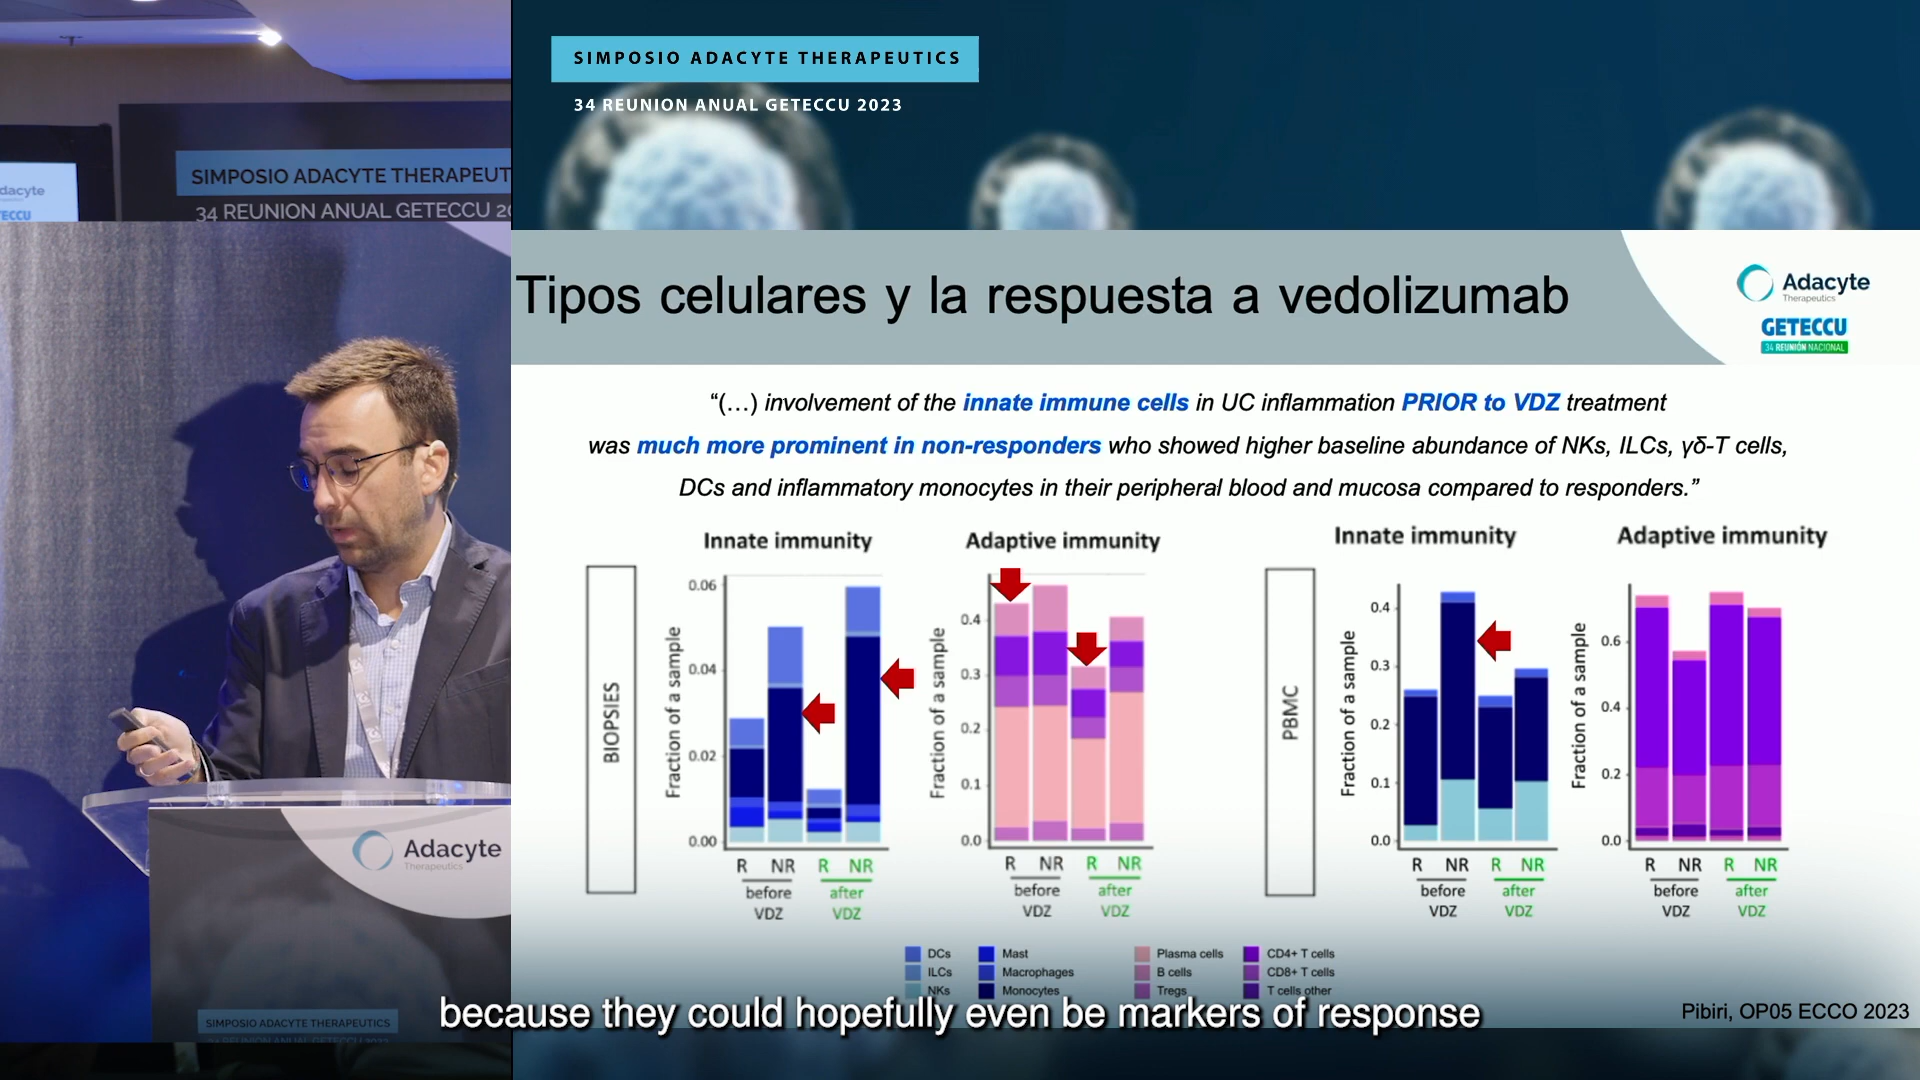 SIMPOSIO ADACYTE THERAPEUTICS
34 REUNION ANUAL GETECCU 2023
dacyte
ECCU
SIMPOSIO ADACYTE THERAPEUT
34 REUNION ANUAL GETECCU 2
Adacyte
Therapeutics
SIMPOSIO ADACYTE THERAPEUTICS
Tipos celulares y la respuesta a vedolizumab
Adacyte
Therapeutics
GETECCU
34 REUNIÓN NACIONAL
“(…) involvement of the innate immune cells in UC inflammation PRIOR to VDZ treatment
was much more prominent in non-responders who showed higher baseline abundance of NKs, ILCs, γδ-T cells,
DCs and inflammatory monocytes in their peripheral blood and mucosa compared to responders.”
BIOPSIES
Innate immunity
Fraction of a sample
0.06
0.04
0.02
0.00
R NR R NR
before after
VDZ VDZ
Adaptive immunity
Fraction of a sample
0.4
0.3
0.2
0.1
0.0
R NR R NR
before after
VDZ VDZ
PBMC
Innate immunity
Fraction of a sample
0.4
0.3
0.2
0.1
0.0
R NR R NR
before after
VDZ VDZ
Adaptive immunity
Fraction of a sample
0.6
0.4
0.2
0.0
R NR R NR
before after
VDZ VDZ
DCs Mast Plasma cells CD4+ T cells
ILCs Macrophages B cells CD8+ T cells
NKs Monocytes Tregs T cells other
because they could hopefully even be markers of response
Pibiri, OP05 ECCO 2023